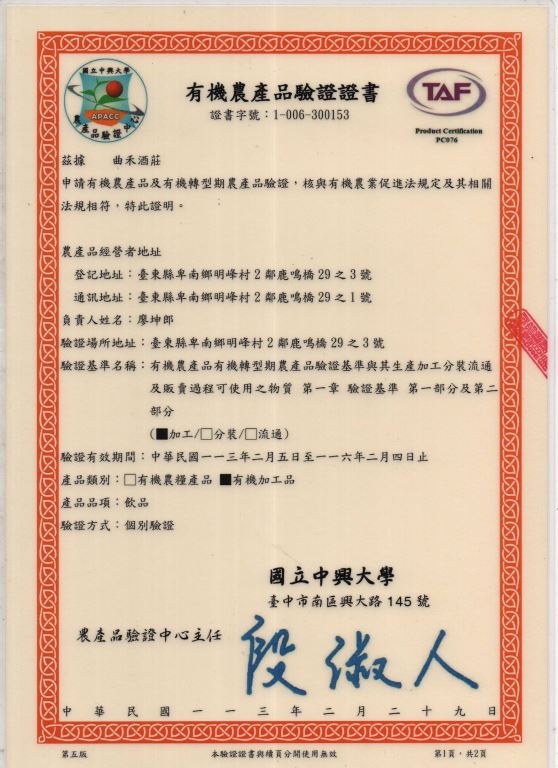 國立中興大學
APACC
農產品驗證中心
有機農產品驗證證書
證書字號：1-006-300153
TAF
Product Certification
PC076
茲據 曲禾酒莊
申請有機農產品及有機轉型期農產品驗證，核與有機農業促進法規定及其相關
法規相符，特此證明。
農產品經營者地址
登記地址：臺東縣卑南鄉明峰村2鄰鹿鳴橋29之3號
通訊地址：臺東縣卑南鄉明峰村2鄰鹿鳴橋29之1號
負責人姓名：廖坤郎
驗證場所地址：臺東縣卑南鄉明峰村2鄰鹿鳴橋29之3號
驗證基準名稱：有機農產品有機轉型期農產品驗證基準與其生產加工分裝流通
及販賣過程可使用之物質 第一章 驗證基準 第一部分及第二
部分
(■加工/□分裝/□流通)
驗證有效期間：中華民國一一三年二月五日至一一六年二月四日止
產品類別：□有機農糧產品 ■有機加工品
產品品項：飲品
驗證方式：個別驗證
國立中興大學
臺中市南區興大路145號
農產品驗證中心主任 段淑人
中華民國一一三年二月二十九日
第五版 本驗證證書與續頁分開使用無效 第1頁，共2頁